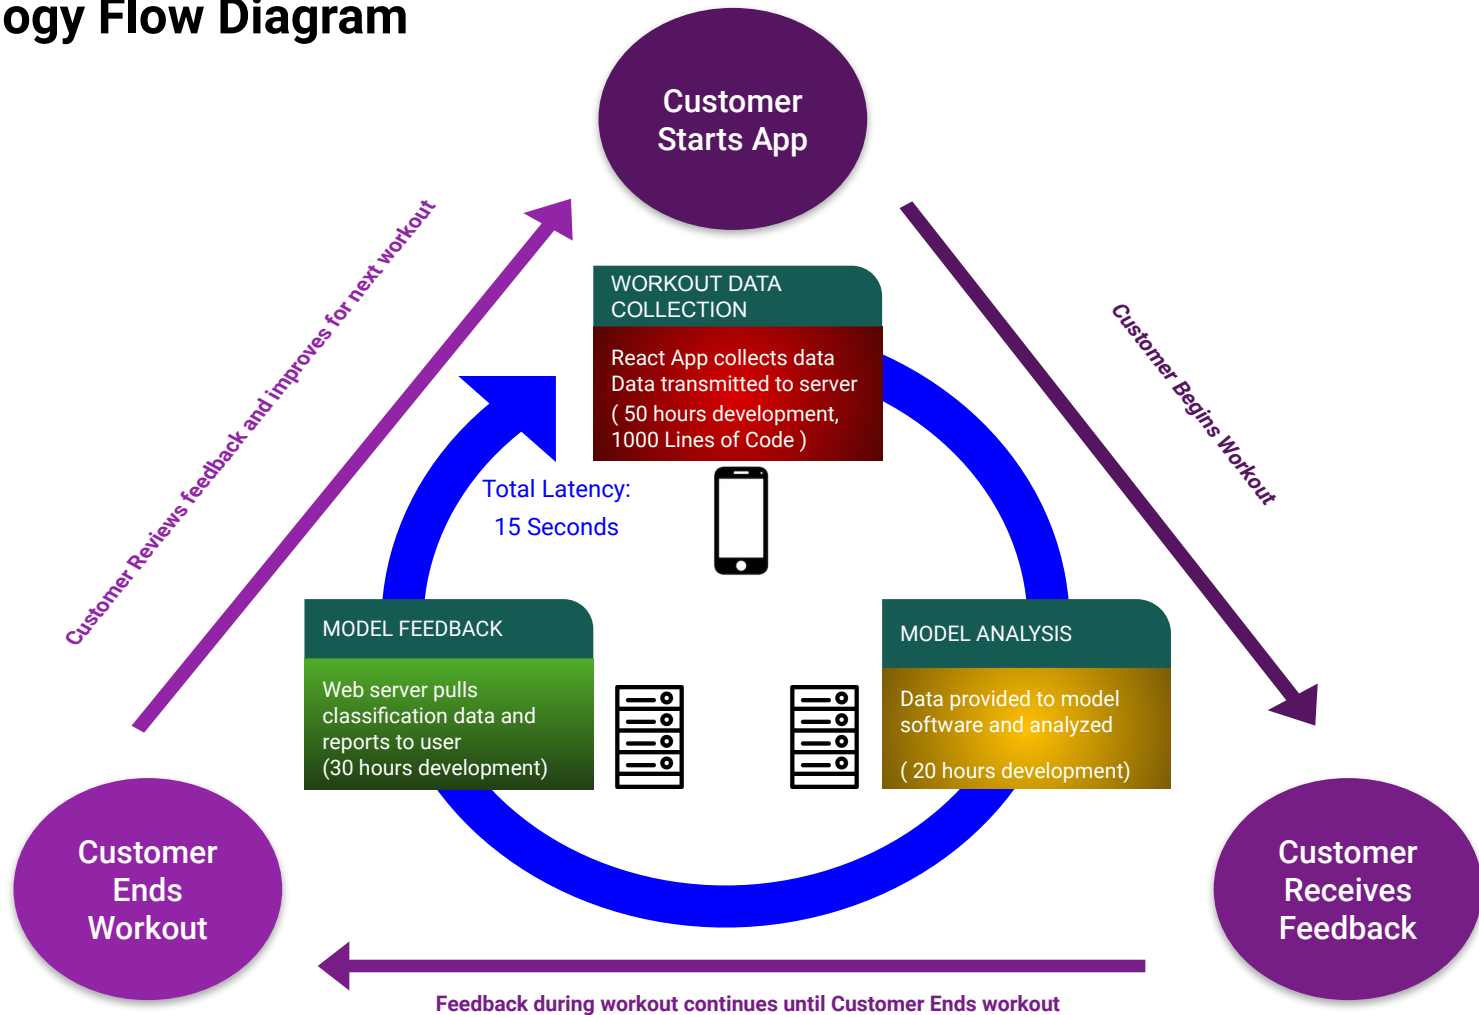 ogy Flow Diagram
Customer
Starts App
Customer Reviews feedback and improves for next workout
Customer Begins Workout
WORKOUT DATA
COLLECTION
React App collects data
Data transmitted to server
( 50 hours development,
1000 Lines of Code )
Total Latency:
15 Seconds
MODEL FEEDBACK
Web server pulls
classification data and
reports to user
(30 hours development)
MODEL ANALYSIS
Data provided to model
software and analyzed
( 20 hours development)
Customer
Ends
Workout
Customer
Receives
Feedback
Feedback during workout continues until Customer Ends workout